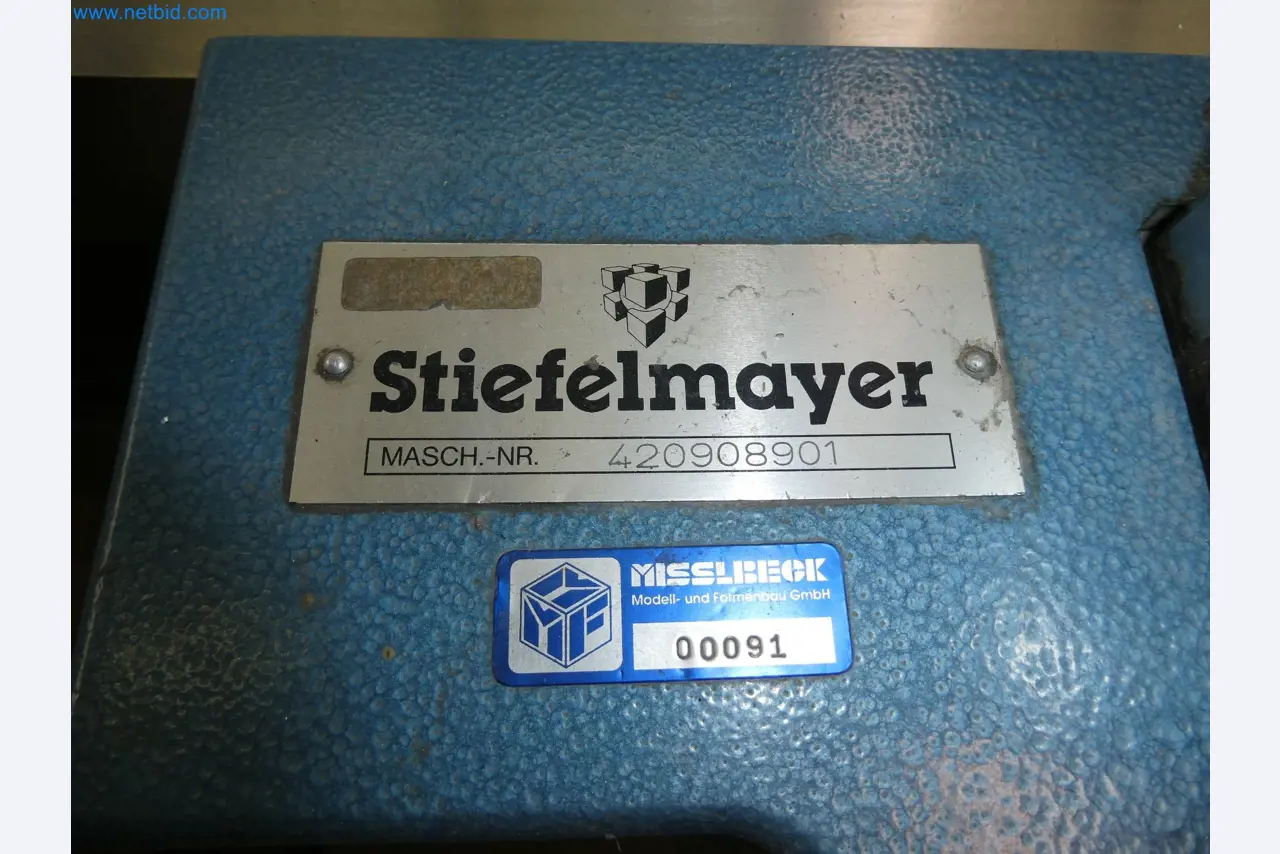 www.netbid.com
Stiefelmayer
MASCH.-NR. 420908901
MISSLBECK
Modell- und Formenbau GmbH
00091